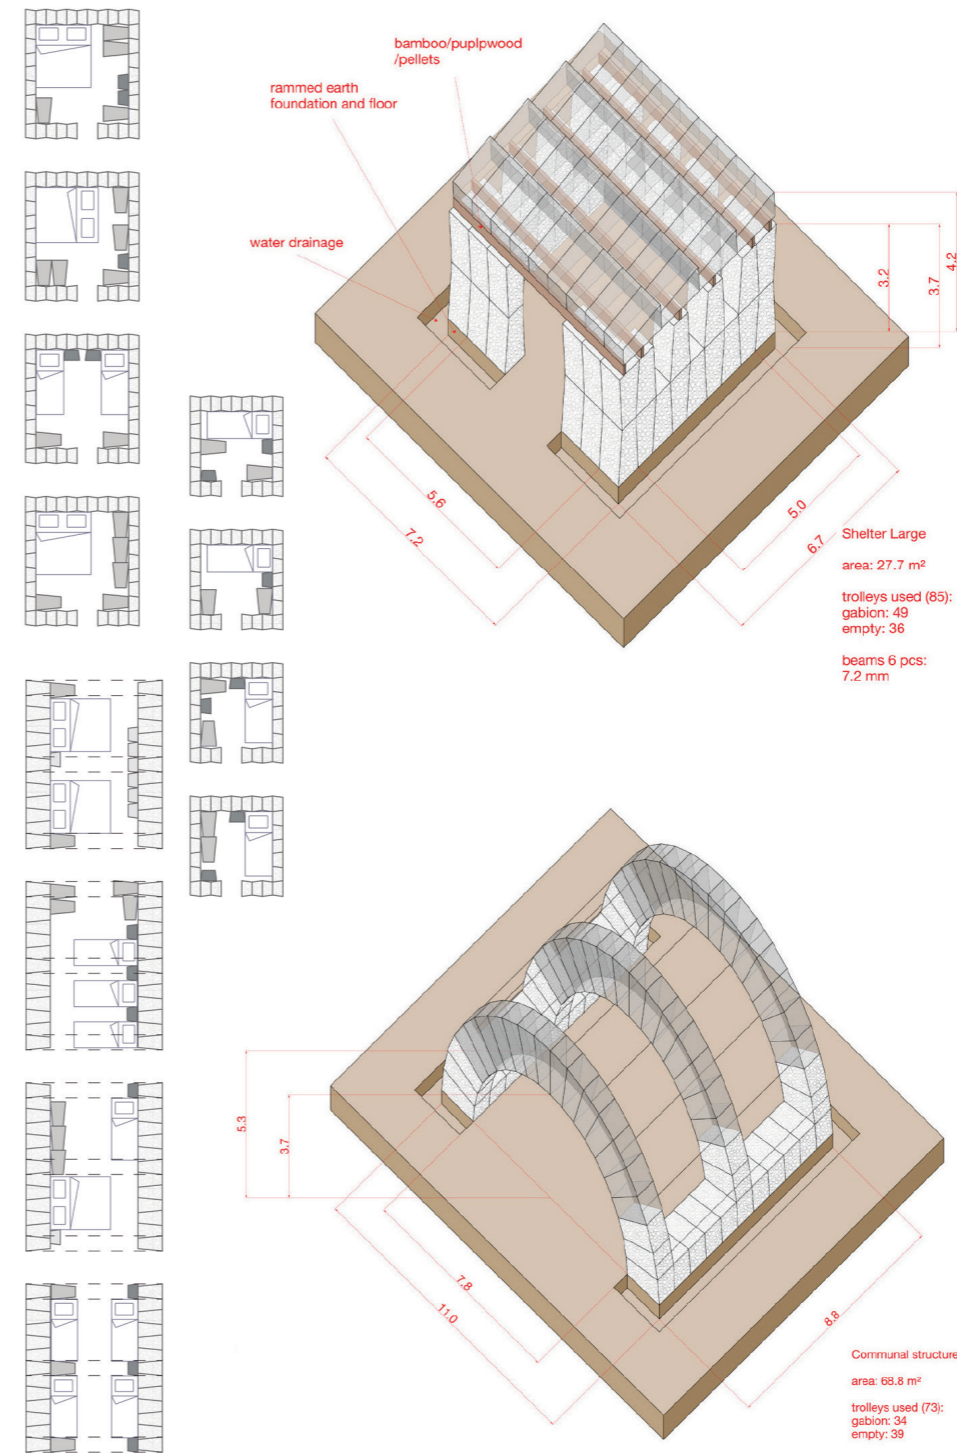 bamboo/puplpwood
/pellets
rammed earth
foundation and floor
water drainage
3.2
3.7
4.2
5.6
7.2
5.0
6.7
Shelter Large
area: 27.7 m²
trolleys used (85):
gabion: 49
empty: 36
beams 6 pcs:
7.2 mm
5.3
3.7
7.8
11.0
8.8
Communal structure
area: 68.8 m²
trolleys used (73):
gabion: 34
empty: 39